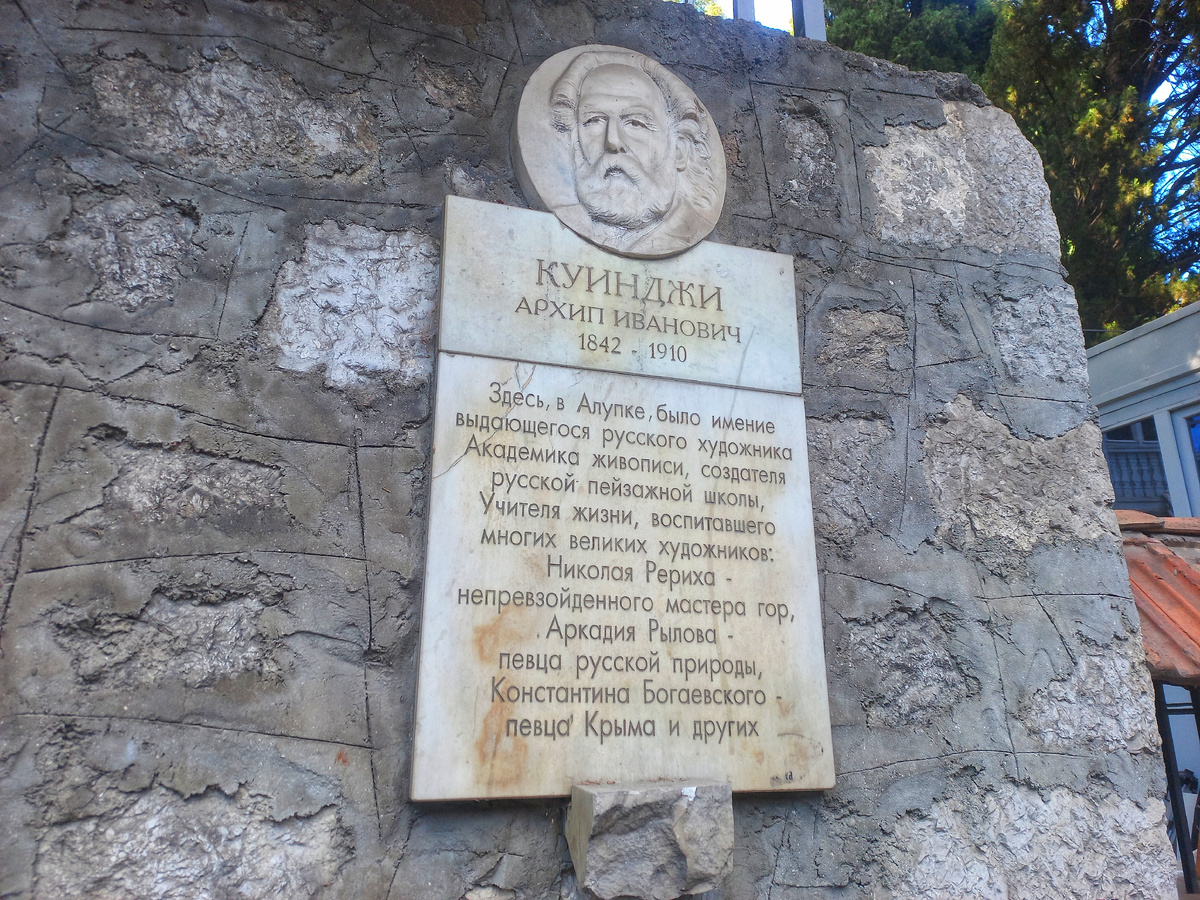 КУИНДЖИ
АРХИП ИВАНОВИЧ
1842 - 1910
Здесь, в Алупке, было имение
выдающегося русского художника
Академика живописи, создателя
русской пейзажной школы,
Учителя жизни, воспитавшего
многих великих художников:
Николая Рериха -
непревзойденного мастера гор,
Аркадия Рылова -
певца русской природы,
Константина Богаевского -
певца Крыма и других